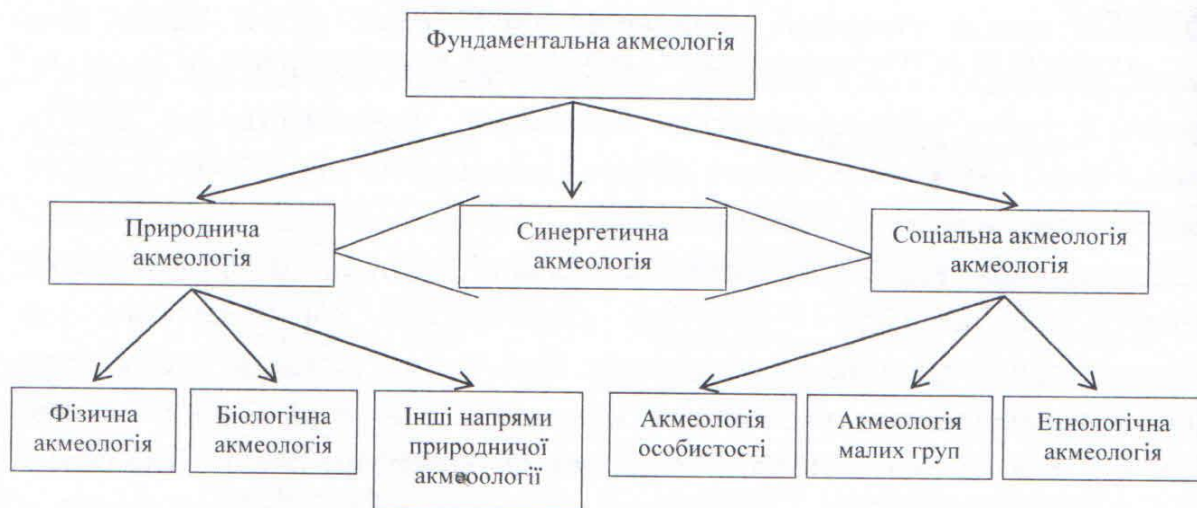 Фундаментальна акмеологія
Природнича
акмеологія
Синергетична
акмеологія
Соціальна акмеологія
акмеологія
Фізична
акмеологія
Біологічна
акмеологія
Інші напрями
природничої
акмеоології
Акмеологія
особистості
Акмеологія
малих груп
Етнологічна
акмеологія